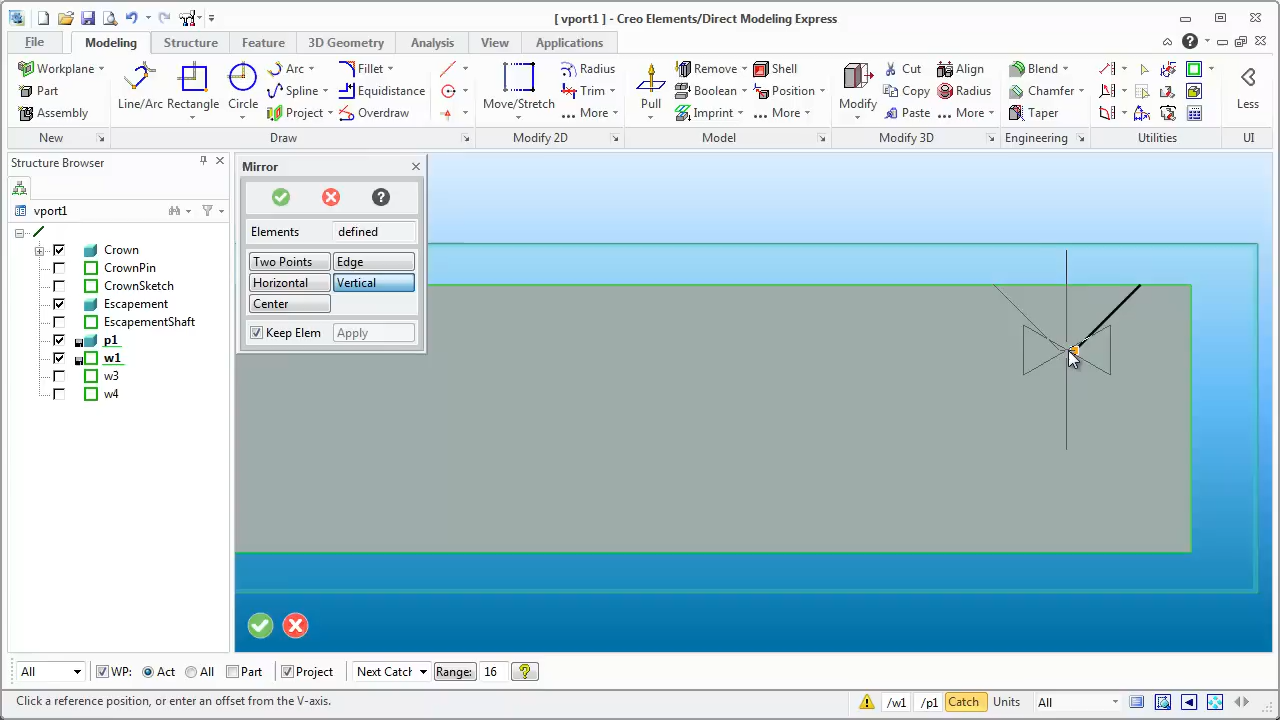 [ vport1 ] - Creo Elements/Direct Modeling Express
File Modeling Structure Feature 3D Geometry Analysis View Applications
Workplane Part Assembly
Line/Arc Rectangle Circle Arc Spline Project Fillet Equidistance Overdraw
Move/Stretch Radius Trim ... More
Pull Remove Boolean Imprint Shell Position ... More
Modify Cut Copy Paste Align Radius ... More
Blend Chamfer Taper
Less
New Draw Modify 2D Model Modify 3D Engineering Utilities UI
Structure Browser
vport1
Crown
CrownPin
CrownSketch
Escapement
EscapementShaft
p1
w1
w3
w4
Mirror
Elements defined
Two Points Edge
Horizontal Vertical
Center
Keep Elem Apply
All WP: Act All Part Project Next Catch Range: 16
Click a reference position, or enter an offset from the V-axis. /w1 /p1 Catch Units All